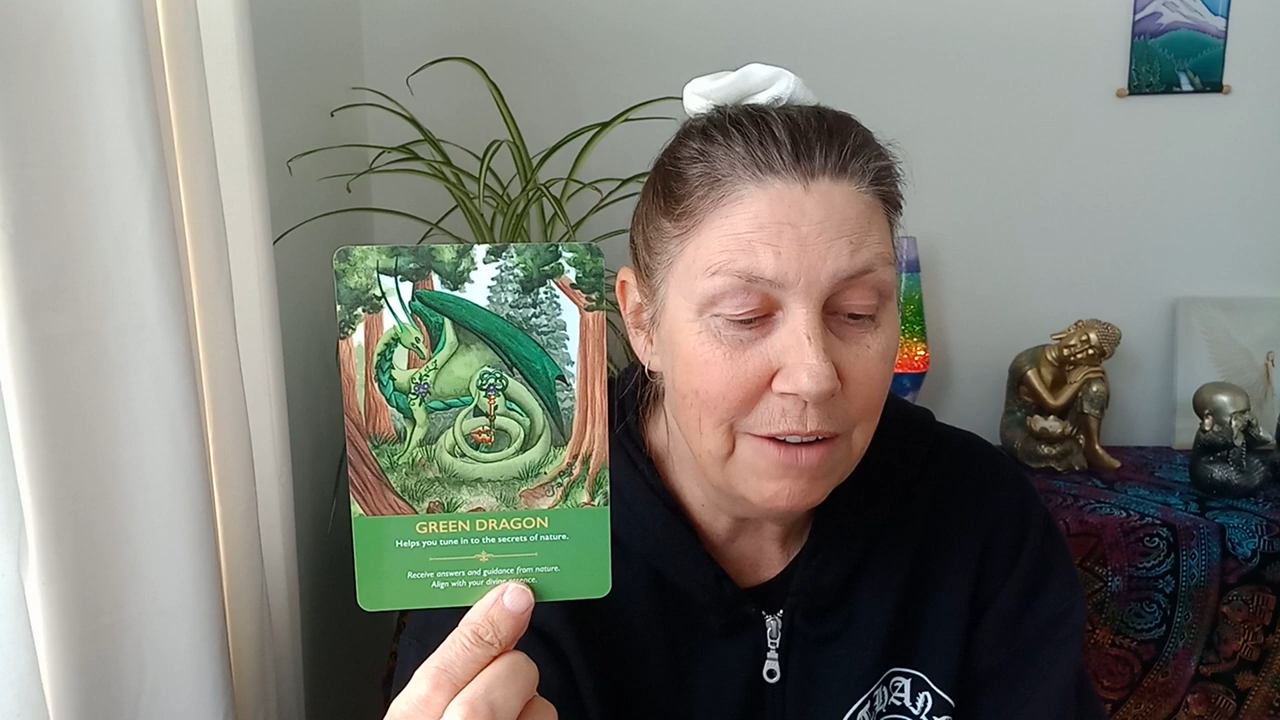 GREEN DRAGON
Helps you tune in to the secrets of nature.
Receive answers and guidance from nature.
Align with your divine essence.